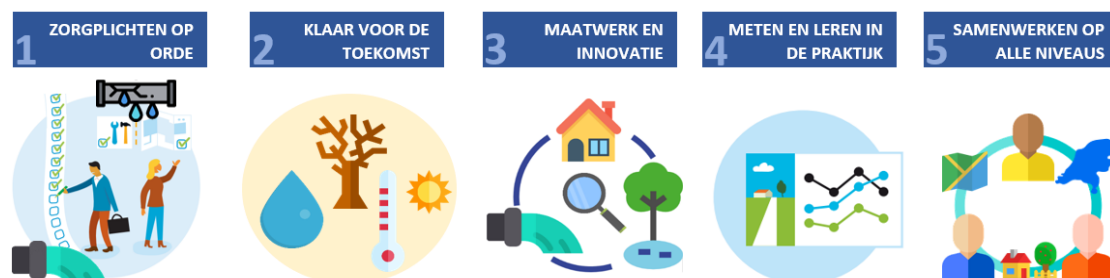 1
ZORGPLICHTEN OP
ORDE
2
KLAAR VOOR DE
TOEKOMST
3
MAATWERK EN
INNOVATIE
4
METEN EN LEREN IN
DE PRAKTIJK
5
SAMENWERKEN OP
ALLE NIVEAUS